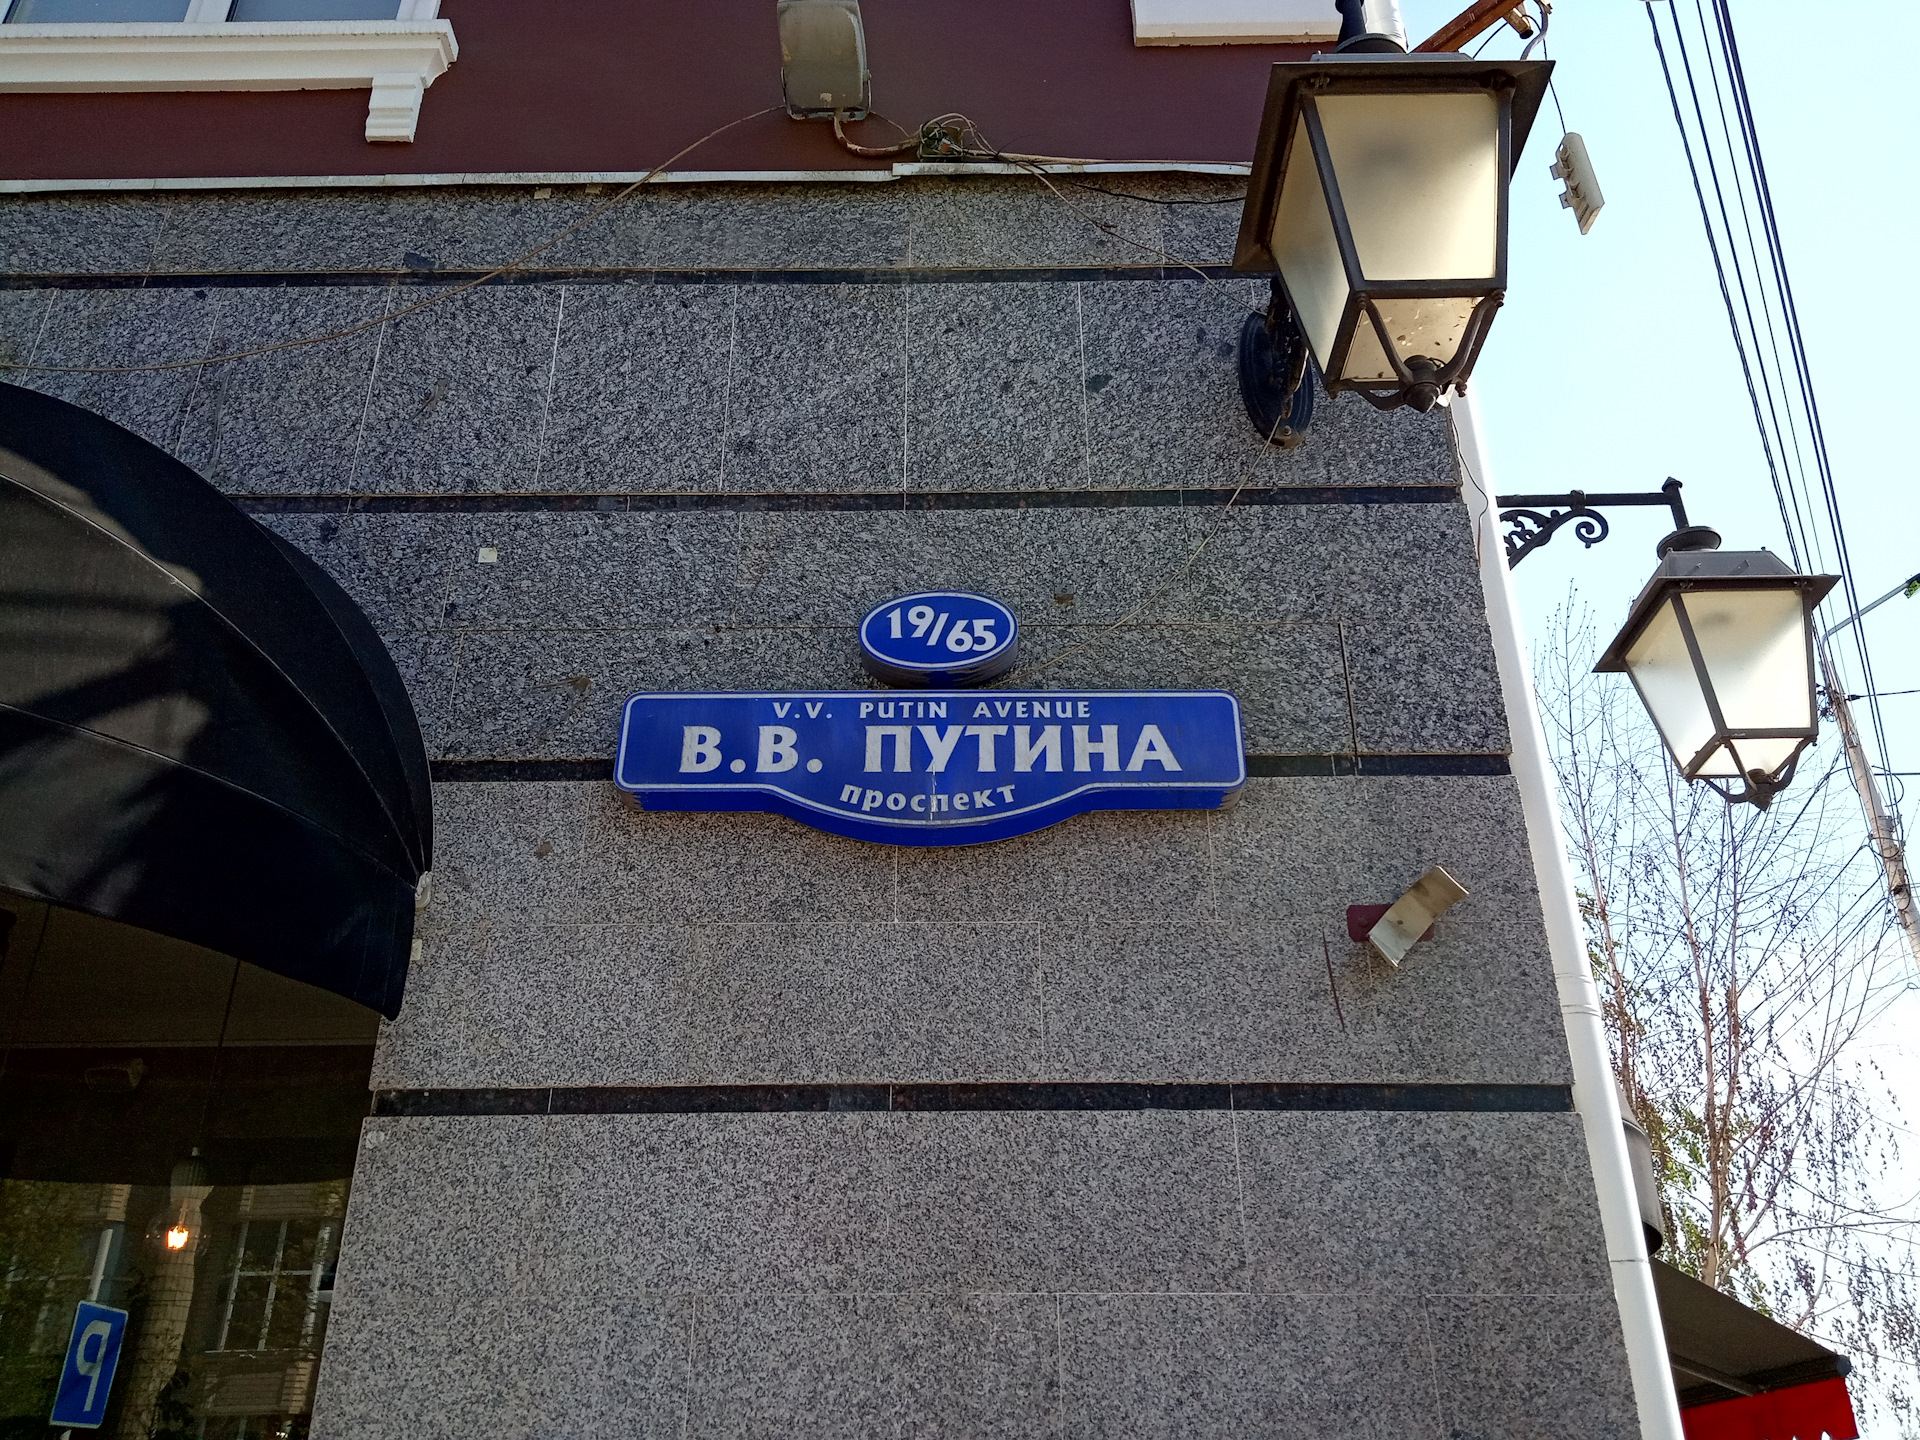 19/65
V.V. PUTIN AVENUE
В.В. ПУТИНА
проспект
P